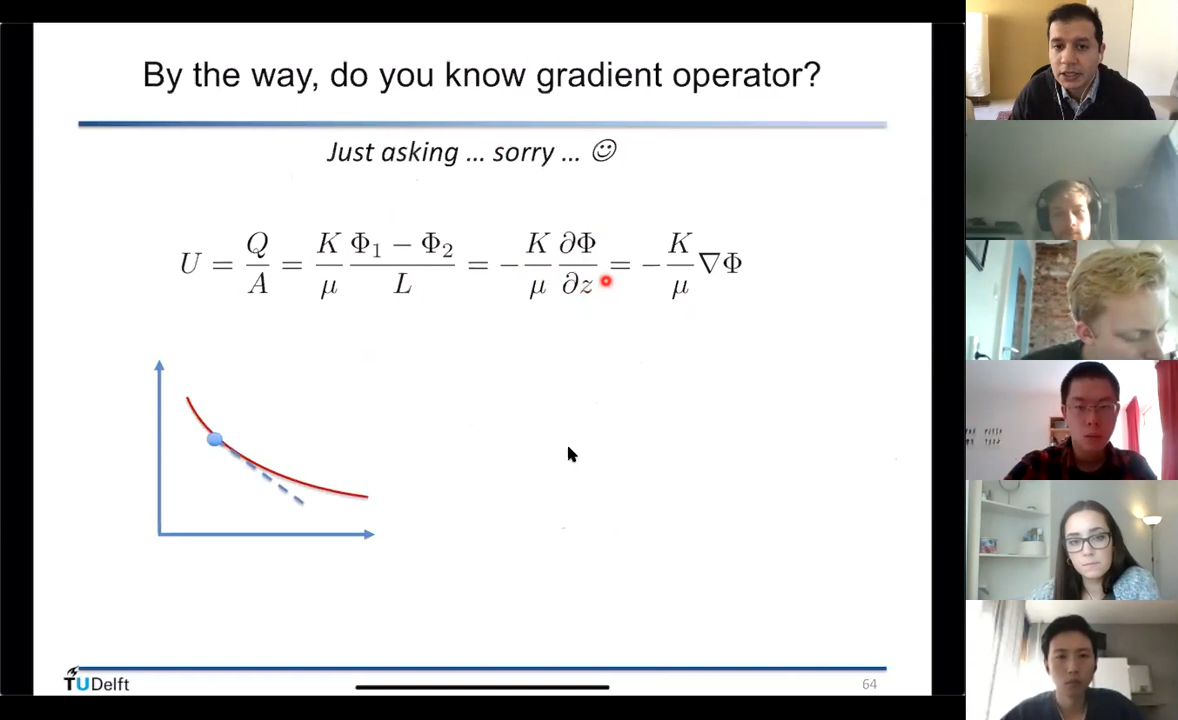 By the way, do you know gradient operator?
Just asking ... sorry ... ☺
U = Q/A = K/μ (Φ₁ − Φ₂)/L = −K/μ ∂Φ/∂z = −K/μ ∇Φ
TUDelft
64